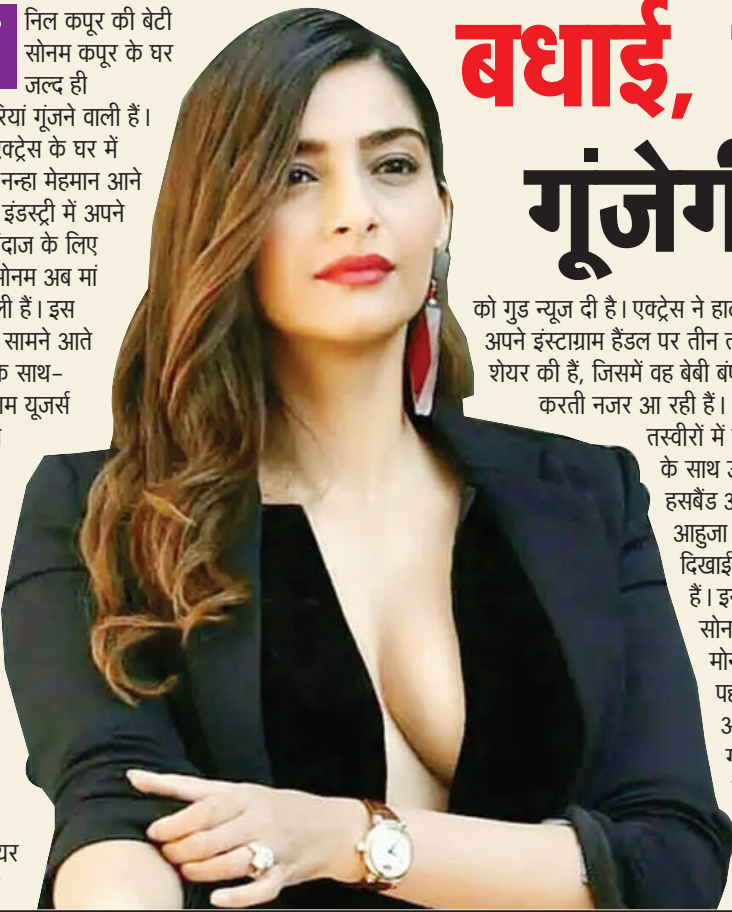 निल कपूर की बेटी
सोनम कपूर के घर
जल्द ही
रियां गूंजने वाली हैं।
क्ट्रेस के घर में
नन्हा मेहमान आने
इंडस्ट्री में अपने
दाज के लिए
सोनम अब मां
ली हैं। इस
सामने आते
के साथ-
म यूजर्स
यर
बधाई,
गूंजेगी
को गुड न्यूज दी है। एक्ट्रेस ने हा
अपने इंस्टाग्राम हैंडल पर तीन त
शेयर की हैं, जिसमें वह बेबी बं
करती नजर आ रही हैं।
तस्वीरों में
के साथ
हसबैंड अ
आहुजा
दिखाई
हैं। इ
सोन
मो
पह